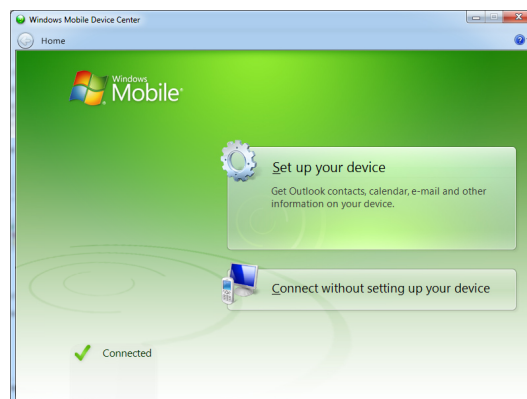 Windows Mobile Device Center
Home
Windows
Mobile
Set up your device
Get Outlook contacts, calendar, e-mail and other
information on your device.
Connect without setting up your device
Connected